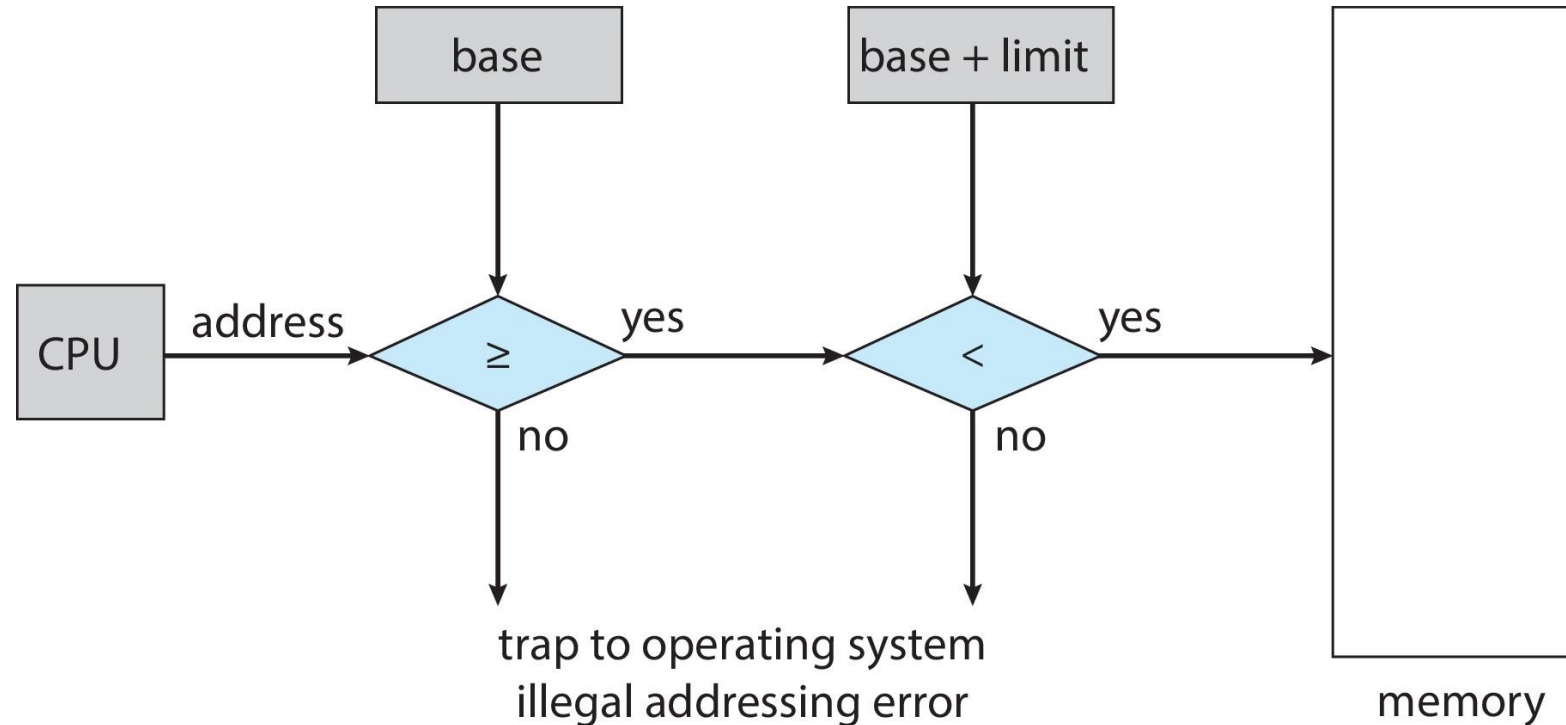 base
base + limit
CPU
address
≥
yes
<
yes
no
no
trap to operating system
illegal addressing error
memory